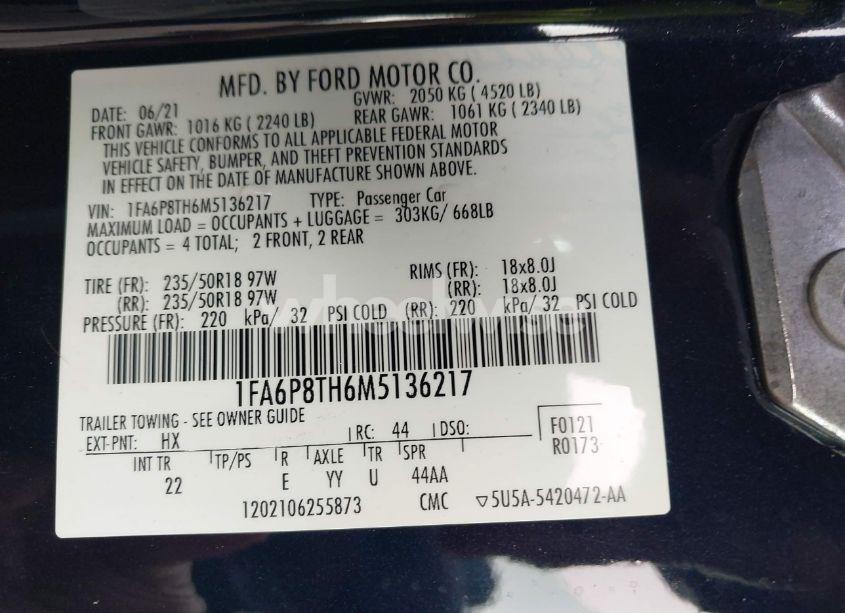 MFD. BY FORD MOTOR CO.
DATE: 06/21 GVWR: 2050 KG ( 4520 LB)
FRONT GAWR: 1016 KG ( 2240 LB) REAR GAWR: 1061 KG ( 2340 LB)
THIS VEHICLE CONFORMS TO ALL APPLICABLE FEDERAL MOTOR
VEHICLE SAFETY, BUMPER, AND THEFT PREVENTION STANDARDS
IN EFFECT ON THE DATE OF MANUFACTURE SHOWN ABOVE.
VIN: 1FA6P8TH6M5136217 TYPE: Passenger Car
MAXIMUM LOAD = OCCUPANTS + LUGGAGE = 303KG/ 668LB
OCCUPANTS = 4 TOTAL; 2 FRONT, 2 REAR
TIRE (FR): 235/50R18 97W RIMS (FR): 18x8.0J
(RR): 235/50R18 97W (RR): 18x8.0J
PRESSURE (FR): 220 kPa/ 32 PSI COLD (RR): 220 kPa/ 32 PSI COLD
1FA6P8TH6M5136217
TRAILER TOWING - SEE OWNER GUIDE
EXT-PNT: HX RC: 44 DSO: F0121
R0173
INT TR TP/PS R AXLE TR SPR
22 E YY U 44AA
1202106255873 CMC ▽5U5A-5420472-AA